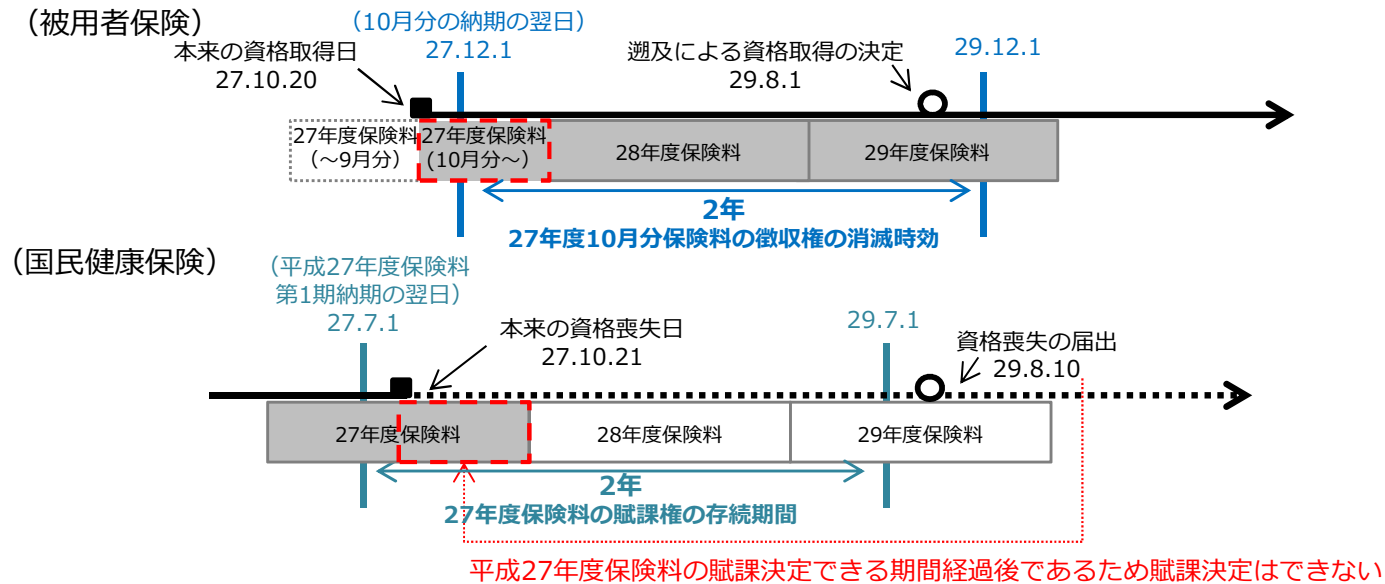 （被用者保険）
（10月分の納期の翌日）
27.12.1
本来の資格取得日
27.10.20
遡及による資格取得の決定
29.8.1
29.12.1
27年度保険料
（～9月分）
27年度保険料
(10月分～）
28年度保険料
29年度保険料
2年
27年度10月分保険料の徴収権の消滅時効
（国民健康保険）
（平成27年度保険料
第1期納期の翌日）
27.7.1
本来の資格喪失日
27.10.21
29.7.1
資格喪失の届出
29.8.10
27年度保険料
28年度保険料
29年度保険料
2年
27年度保険料の賦課権の存続期間
平成27年度保険料の賦課決定できる期間経過後であるため賦課決定はできない